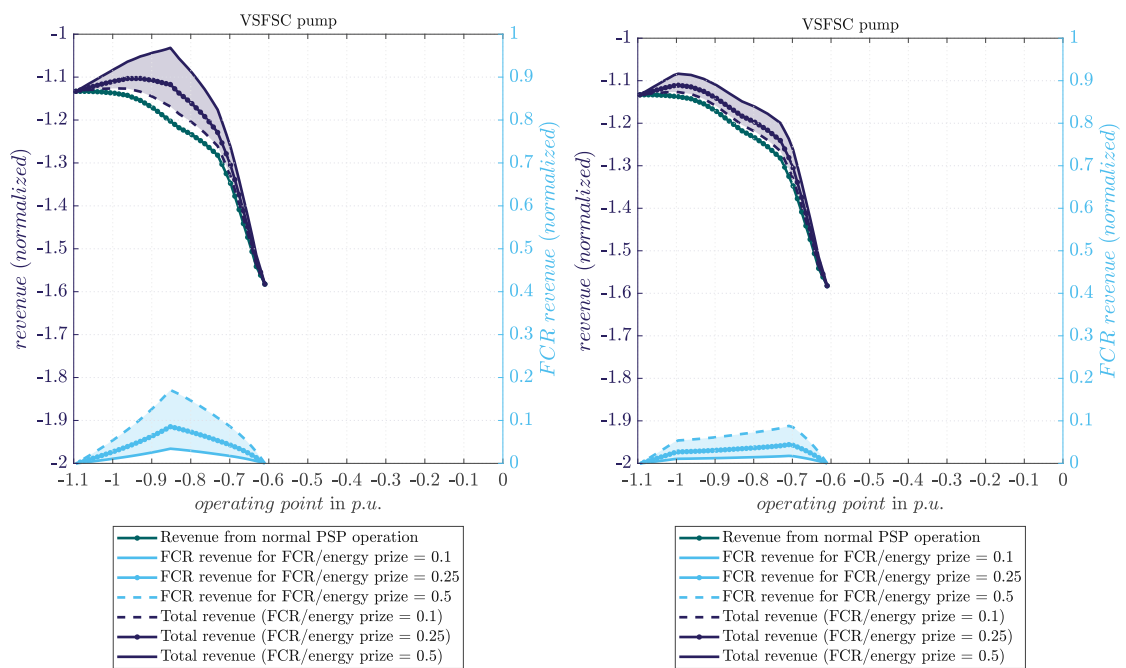 VSFSC pump
-1
-1.1
-1.2
-1.3
-1.4
-1.5
-1.6
-1.7
-1.8
-1.9
-2
revenue (normalized)
1
0.9
0.8
0.7
0.6
0.5
0.4
0.3
0.2
0.1
0
FCR revenue (normalized)
-1.1 -1 -0.9 -0.8 -0.7 -0.6 -0.5 -0.4 -0.3 -0.2 -0.1 0
operating point in p.u.
Revenue from normal PSP operation
FCR revenue for FCR/energy prize = 0.1
FCR revenue for FCR/energy prize = 0.25
FCR revenue for FCR/energy prize = 0.5
Total revenue (FCR/energy prize = 0.1)
Total revenue (FCR/energy prize = 0.25)
Total revenue (FCR/energy prize = 0.5)
VSFSC pump
-1
-1.1
-1.2
-1.3
-1.4
-1.5
-1.6
-1.7
-1.8
-1.9
-2
revenue (normalized)
1
0.9
0.8
0.7
0.6
0.5
0.4
0.3
0.2
0.1
0
FCR revenue (normalized)
-1.1 -1 -0.9 -0.8 -0.7 -0.6 -0.5 -0.4 -0.3 -0.2 -0.1 0
operating point in p.u.
Revenue from normal PSP operation
FCR revenue for FCR/energy prize = 0.1
FCR revenue for FCR/energy prize = 0.25
FCR revenue for FCR/energy prize = 0.5
Total revenue (FCR/energy prize = 0.1)
Total revenue (FCR/energy prize = 0.25)
Total revenue (FCR/energy prize = 0.5)